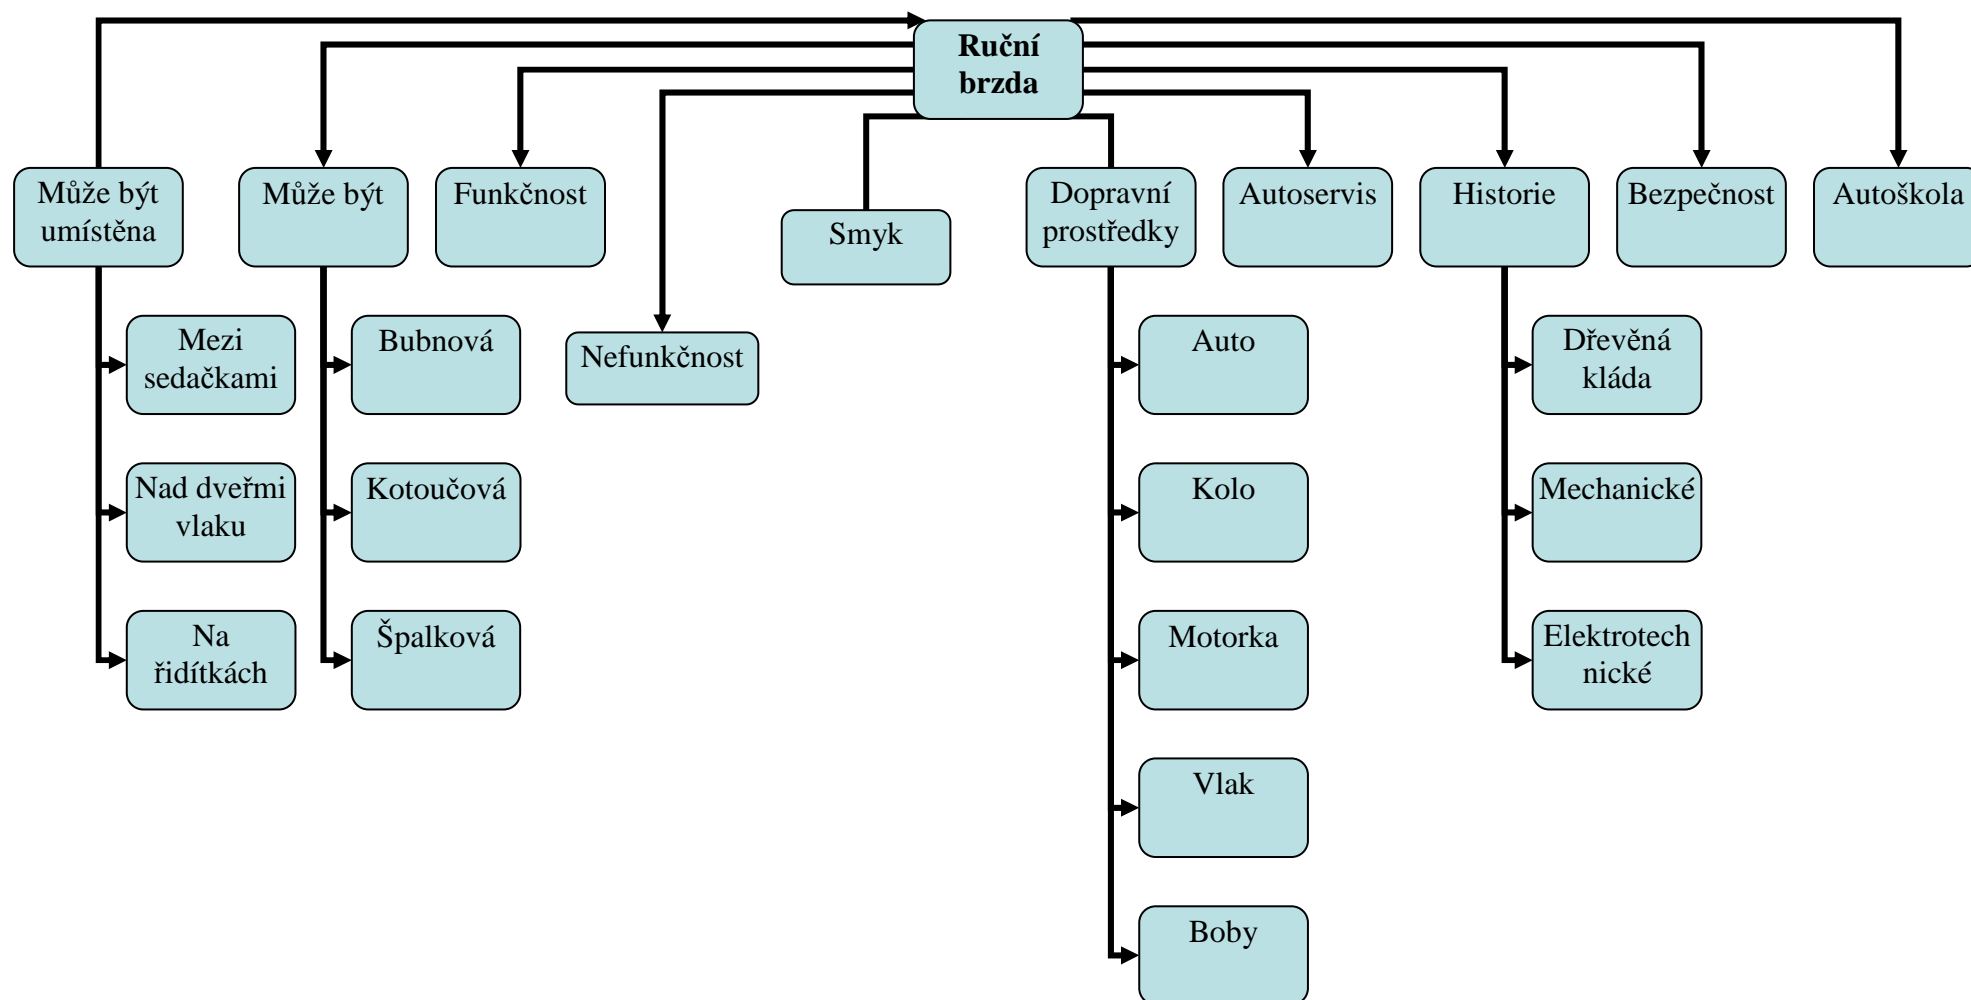 Ruční
brzda
Může být
umístěna
Může být
Funkčnost
Smyk
Dopravní
prostředky
Autoservis
Historie
Bezpečnost
Autoškola
Mezi
sedačkami
Bubnová
Nefunkčnost
Auto
Dřevěná
kláda
Nad dveřmi
vlaku
Kotoučová
Kolo
Mechanické
Na
řidítkách
Špalková
Motorka
Elektrotech
nické
Vlak
Boby